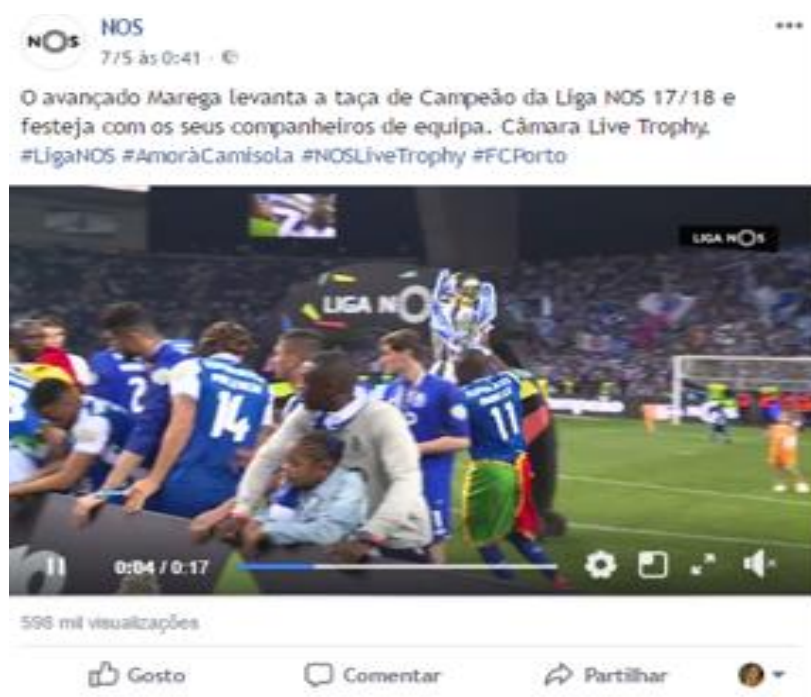 NOS
NOS
7/5 às 0:41
O avançado Marega levanta a taça de Campeão da Liga NOS 17/18 e
festeja com os seus companheiros de equipa. Câmara Live Trophy.
#LigaNOS #AmoràCamisola #NOSLiveTrophy #FCPorto
LIGA NOS
LIGA NO
2
14
11
0:04 / 0:17
598 mil visualizações
Gosto
Comentar
Partilhar